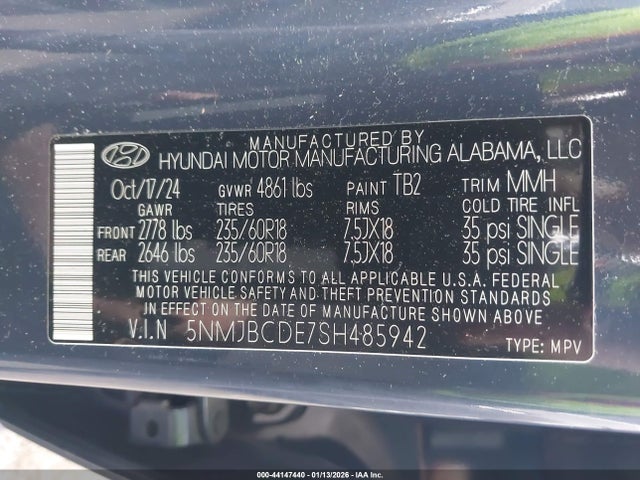 MANUFACTURED BY
HYUNDAI MOTOR MANUFACTURING ALABAMA, LLC
Oct/17/24 GVWR 4861 lbs PAINT TB2 TRIM MMH
GAWR TIRES RIMS COLD TIRE INFL
FRONT 2778 lbs 235/60R18 7.5JX18 35 psi SINGLE
REAR 2646 lbs 235/60R18 7.5JX18 35 psi SINGLE
THIS VEHICLE CONFORMS TO ALL APPLICABLE U.S.A. FEDERAL
MOTOR VEHICLE SAFETY AND THEFT PREVENTION STANDARDS
IN EFFECT ON THE DATE OF MANUFACTURE SHOWN ABOVE.
V.I.N 5NMJBCDE7SH485942
TYPE: MPV
000-44147440 - 01/13/2026 - IAA Inc.